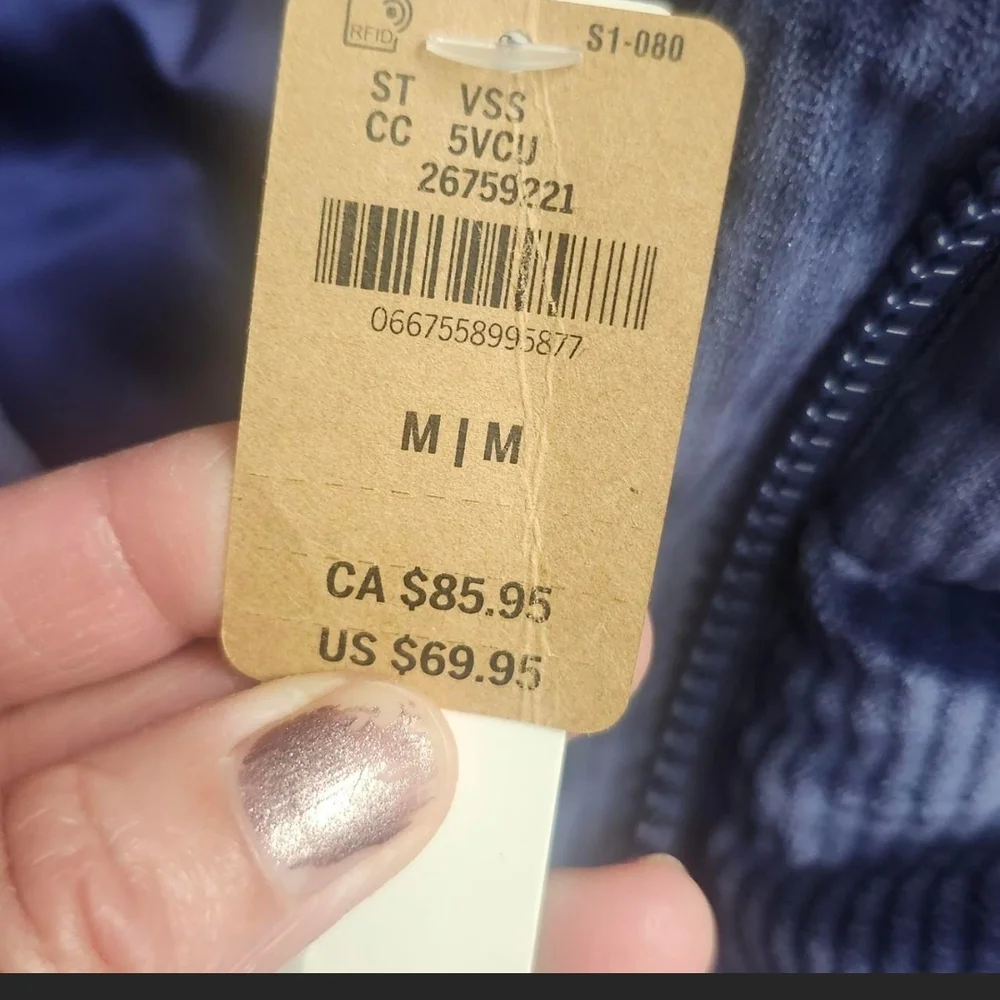 RFID
S1-080
ST VSS
CC 5VCU
26759221
0667558995877
M | M
CA $85.95
US $69.95